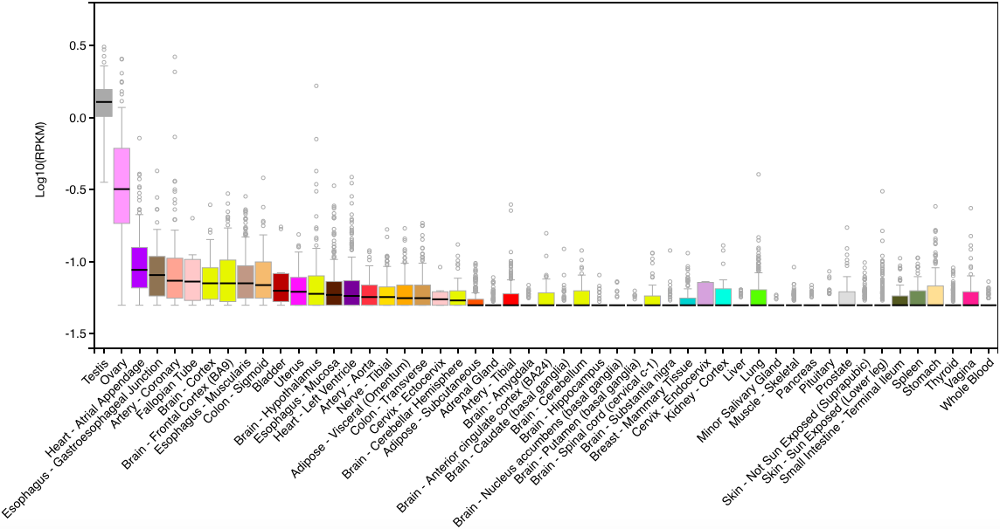 0.5
0.0
-0.5
-1.0
-1.5
Log10(RPKM)
Testis
Ovary
Heart - Atrial Appendage
Esophagus - Gastroesophageal Junction
Artery - Coronary
Fallopian Tube
Brain - Cortex
Brain - Frontal Cortex (BA9)
Esophagus - Muscularis
Colon - Sigmoid
Bladder
Uterus
Brain - Hypothalamus
Esophagus - Mucosa
Heart - Left Ventricle
Artery - Aorta
Nerve - Tibial
Adipose - Visceral (Omentum)
Colon - Transverse
Cervix - Ectocervix
Brain - Cerebellar Hemisphere
Adipose - Subcutaneous
Adrenal Gland
Artery - Tibial
Brain - Amygdala
Brain - Anterior cingulate cortex (BA24)
Brain - Caudate (basal ganglia)
Brain - Cerebellum
Brain - Hippocampus
Brain - Nucleus accumbens (basal ganglia)
Brain - Putamen (basal ganglia)
Brain - Spinal cord (cervical c-1)
Brain - Substantia nigra
Breast - Mammary Tissue
Cervix - Endocervix
Kidney - Cortex
Liver
Lung
Minor Salivary Gland
Muscle - Skeletal
Pancreas
Pituitary
Prostate
Skin - Not Sun Exposed (Suprapubic)
Skin - Sun Exposed (Lower leg)
Small Intestine - Terminal Ileum
Spleen
Stomach
Thyroid
Vagina
Whole Blood